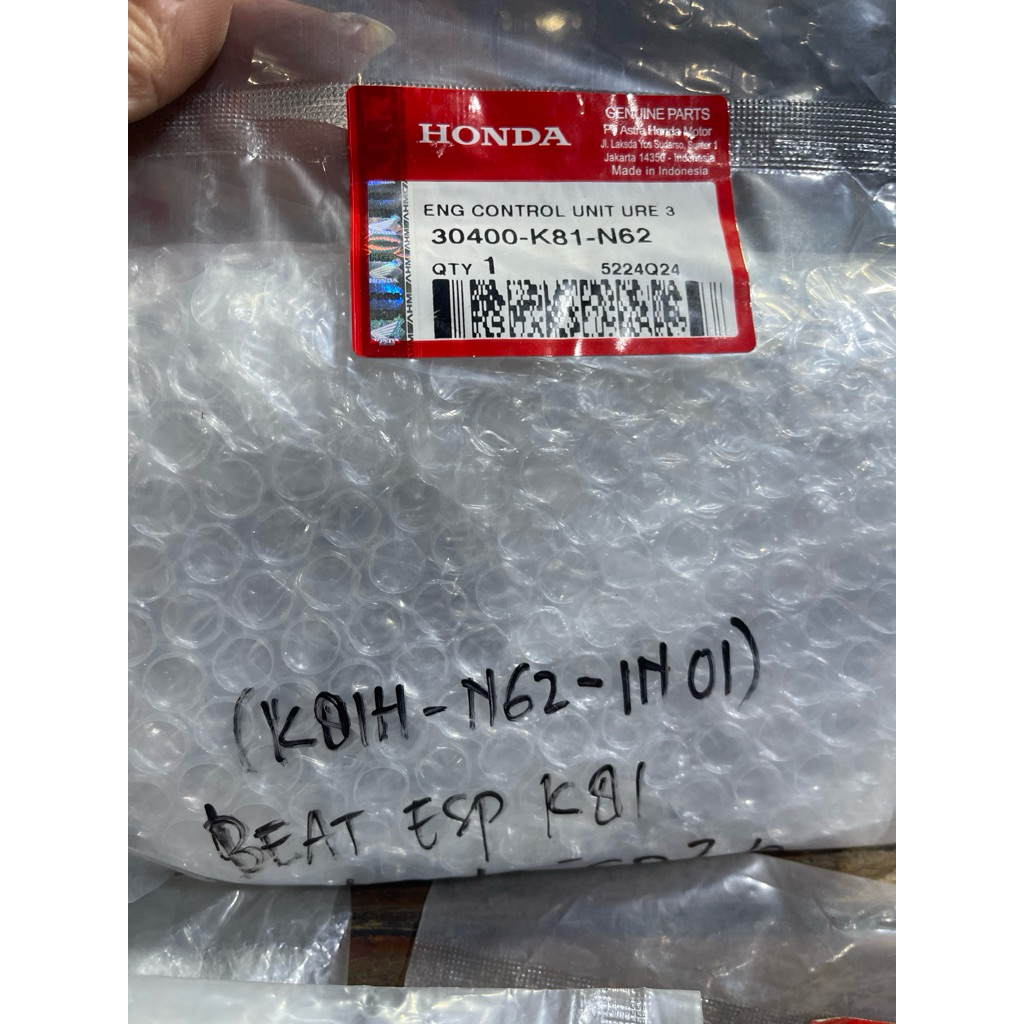 HONDA
GENUINE PARTS
PT Astra Honda Motor
Jl. Laksda Yos Sudarso, Sunter 1
Jakarta 14350 - Indonesia
Made in Indonesia
ENG CONTROL UNIT URE 3
30400-K81-N62
QTY 1 5224Q24
(K81H-N62-IN01)
BEAT ESP K81